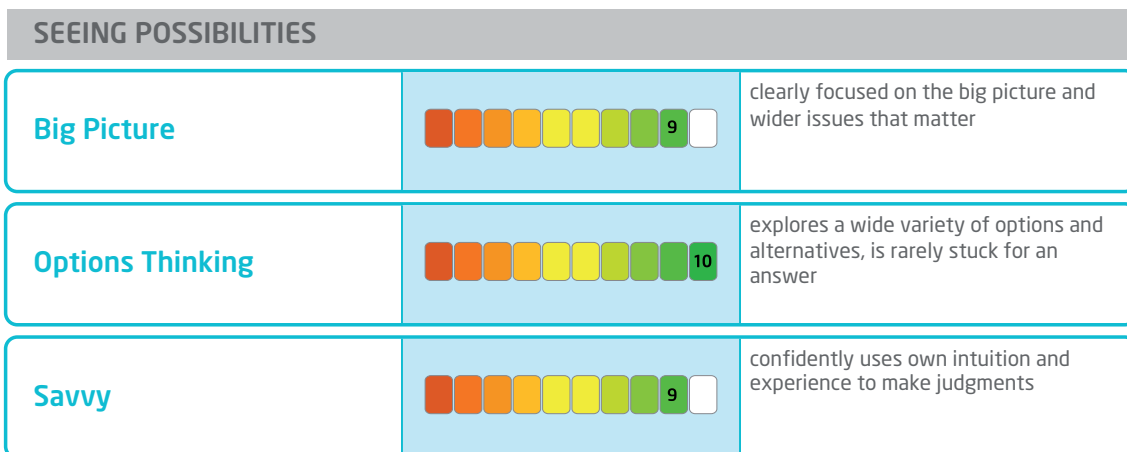 SEEING POSSIBILITIES
Big Picture
9
clearly focused on the big picture and
wider issues that matter
Options Thinking
10
explores a wide variety of options and
alternatives, is rarely stuck for an
answer
Savvy
9
confidently uses own intuition and
experience to make judgments